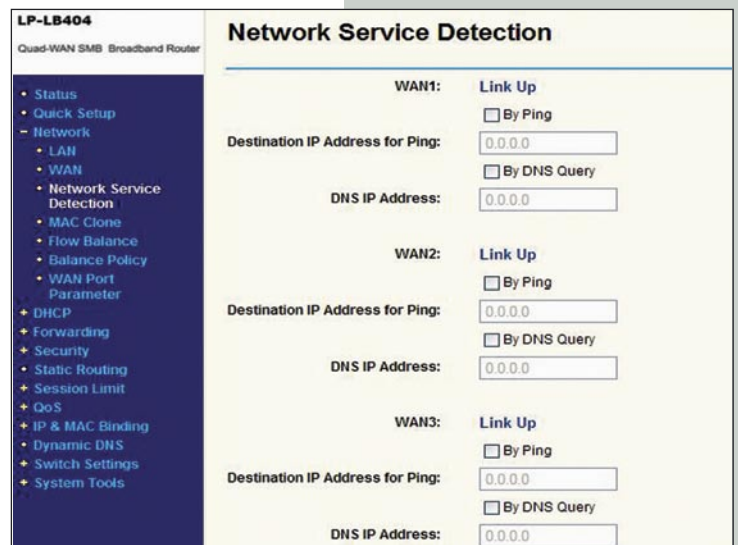 LP-LB404
Quad-WAN SMB Broadband Router
Status
Quick Setup
Network
LAN
WAN
Network Service
Detection
MAC Clone
Flow Balance
Balance Policy
WAN Port
Parameter
DHCP
Forwarding
Security
Static Routing
Session Limit
QoS
IP & MAC Binding
Dynamic DNS
Switch Settings
System Tools
Network Service Detection
WAN1: Link Up
By Ping
Destination IP Address for Ping: 0.0.0.0
By DNS Query
DNS IP Address: 0.0.0.0
WAN2: Link Up
By Ping
Destination IP Address for Ping: 0.0.0.0
By DNS Query
DNS IP Address: 0.0.0.0
WAN3: Link Up
By Ping
Destination IP Address for Ping: 0.0.0.0
By DNS Query
DNS IP Address: 0.0.0.0